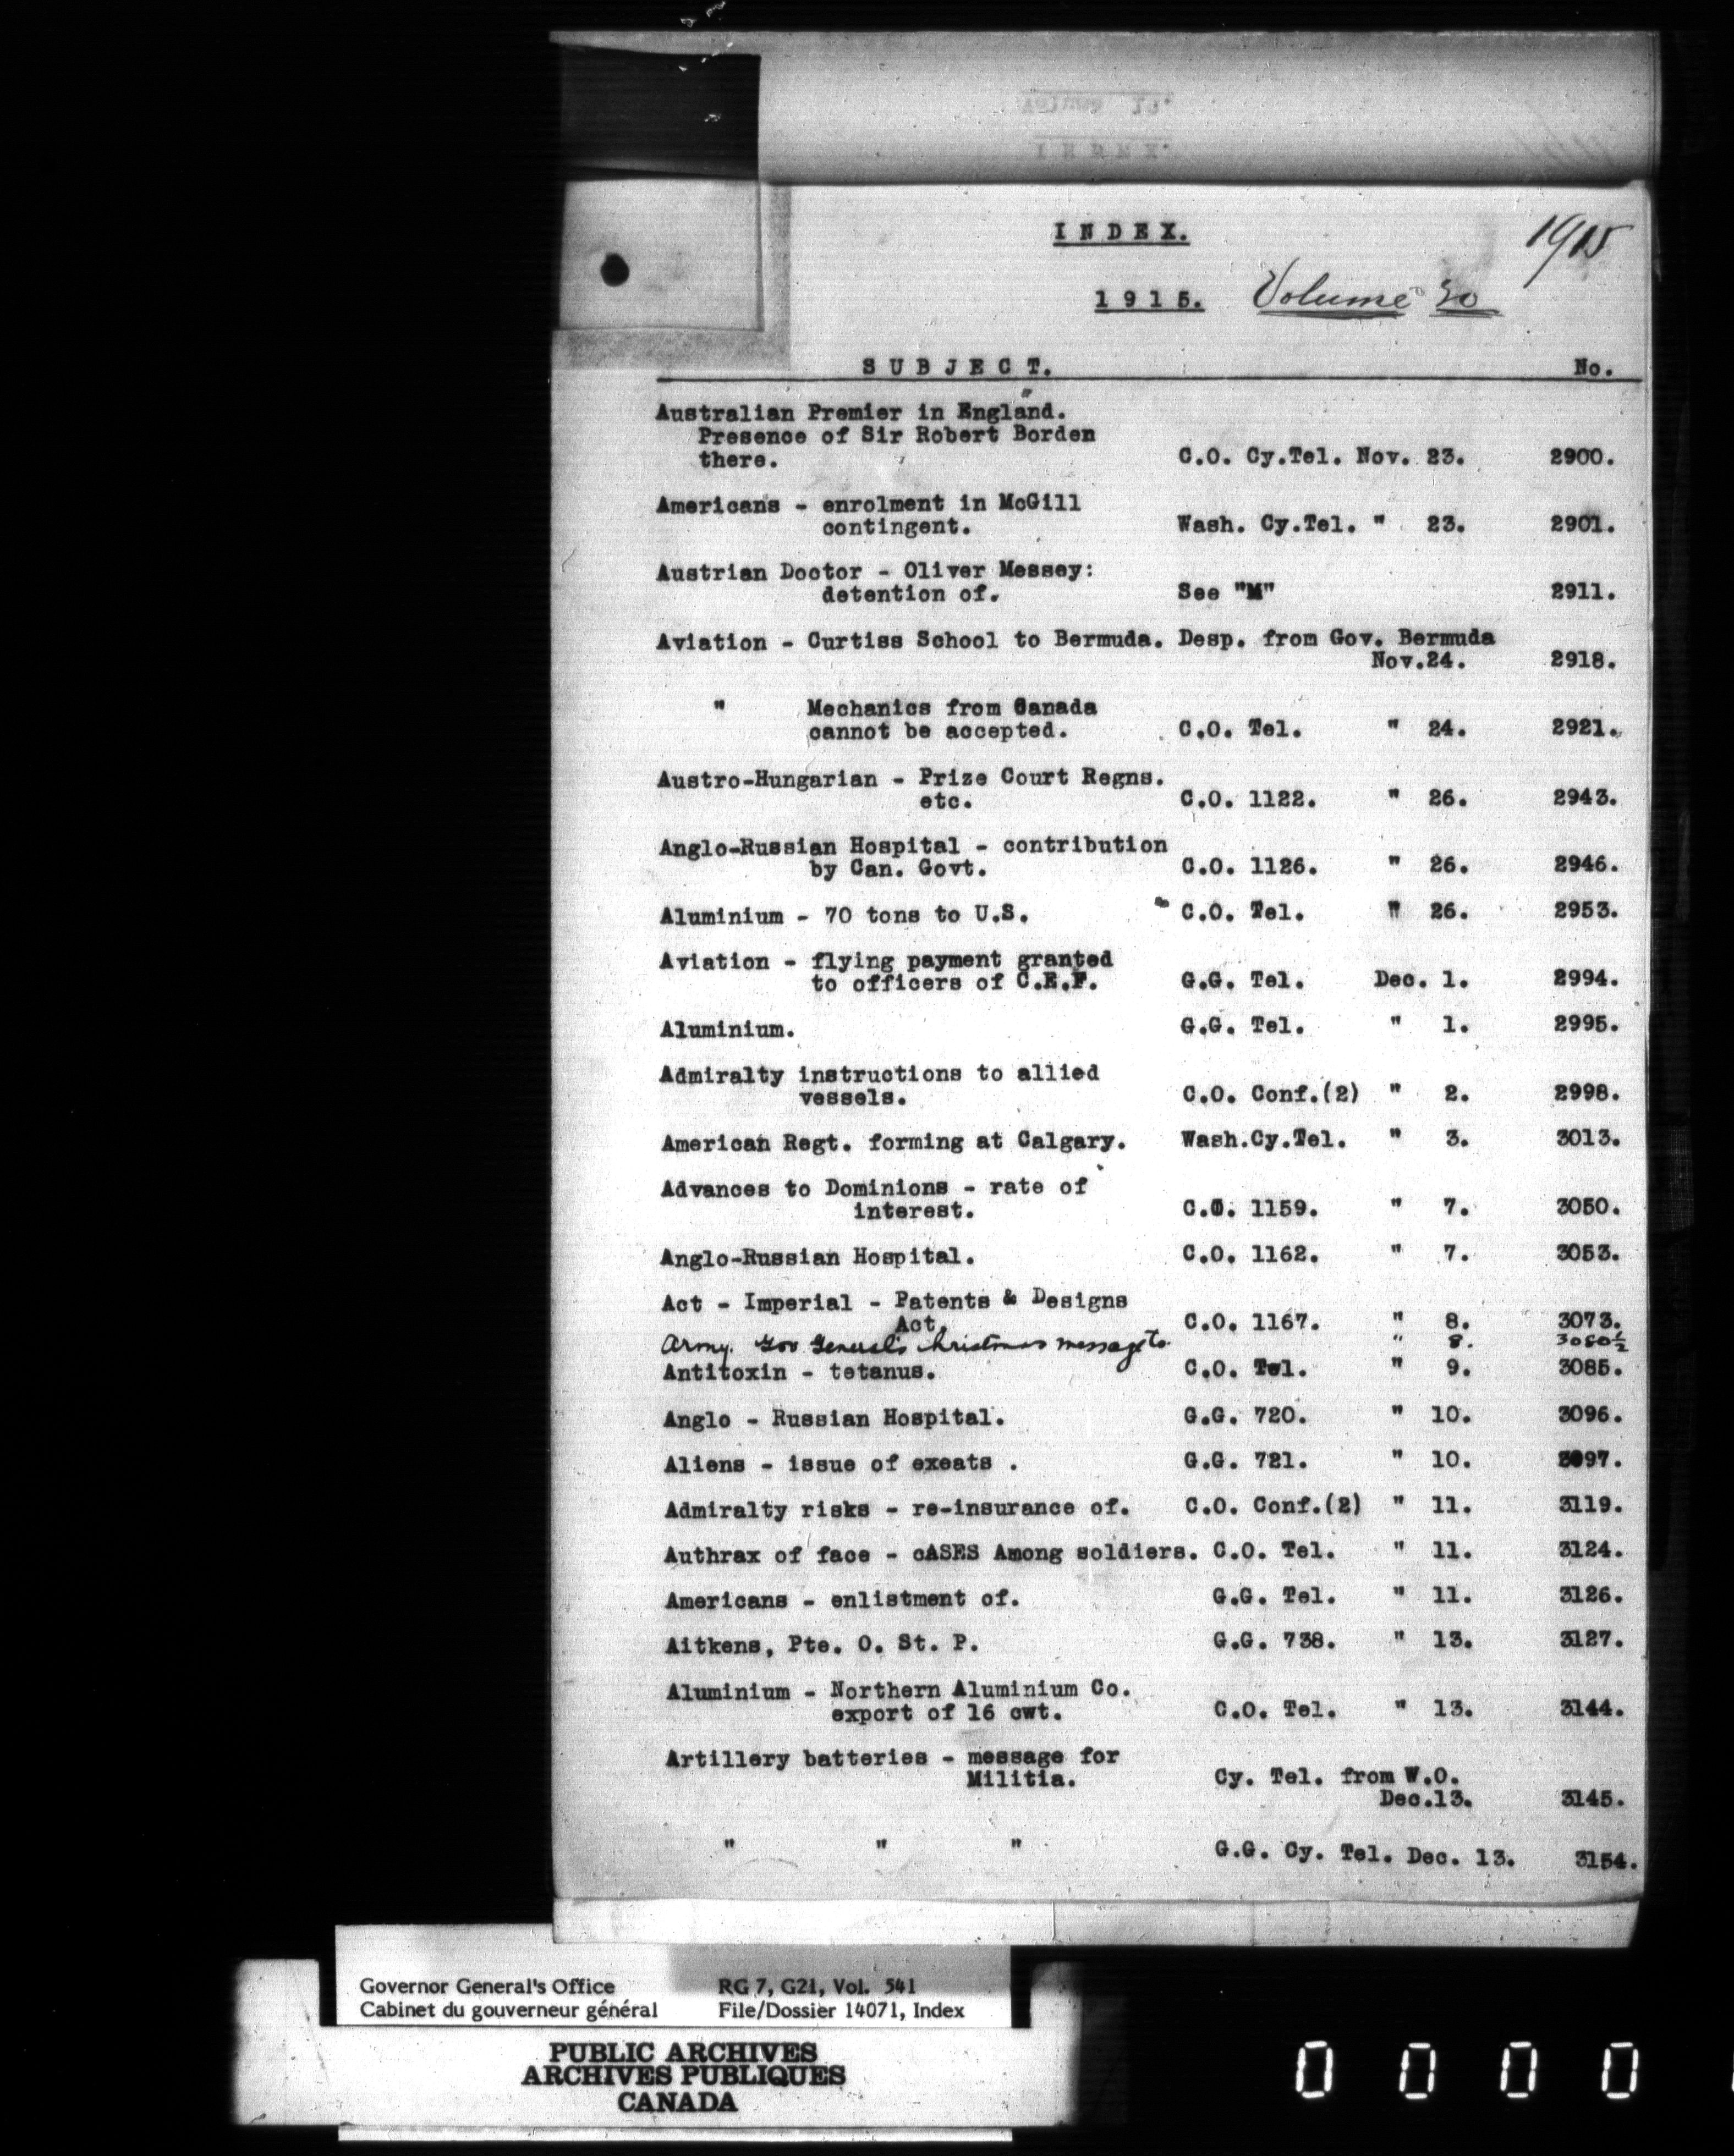 INDEX.
1915
1915. Volume 30
SUBJECT. No.
Australian Premier in England.
Presence of Sir Robert Borden
there. C.O. Cy.Tel. Nov. 23. 2900.
Americans - enrolment in McGill
contingent. Wash. Cy.Tel. " 23. 2901.
Austrian Doctor - Oliver Messey:
detention of. See "M" 2911.
Aviation - Curtiss School to Bermuda. Desp. from Gov. Bermuda
Nov.24. 2918.
" Mechanics from Canada
cannot be accepted. C.O. Tel. " 24. 2921.
Austro-Hungarian - Prize Court Regns.
etc. C.O. 1122. " 26. 2943.
Anglo-Russian Hospital - contribution
by Can. Govt. C.O. 1126. " 26. 2946.
Aluminium - 70 tons to U.S. C.O. Tel. " 26. 2953.
Aviation - flying payment granted
to officers of C.E.F. G.G. Tel. Dec. 1. 2994.
Aluminium. G.G. Tel. " 1. 2995.
Admiralty instructions to allied
vessels. C.O. Conf.(2) " 2. 2998.
American Regt. forming at Calgary. Wash.Cy.Tel. " 3. 3013.
Advances to Dominions - rate of
interest. C.O. 1159. " 7. 3050.
Anglo-Russian Hospital. C.O. 1162. " 7. 3053.
Act - Imperial - Patents & Designs
Act. C.O. 1167. " 8. 3073.
Army. Gov General's Christmas message to " 8. 3080½
Antitoxin - tetanus. C.O. Tel. " 9. 3085.
Anglo - Russian Hospital. G.G. 720. " 10. 3096.
Aliens - issue of exeats . G.G. 721. " 10. 3097.
Admiralty risks - re-insurance of. C.O. Conf.(2) " 11. 3119.
Authrax of face - cASES Among soldiers. C.O. Tel. " 11. 3124.
Americans - enlistment of. G.G. Tel. " 11. 3126.
Aitkens, Pte. O. St. P. G.G. 738. " 13. 3127.
Aluminium - Northern Aluminium Co.
export of 16 cwt. C.O. Tel. " 13. 3144.
Artillery batteries - message for
Militia. Cy. Tel. from W.O.
Dec.13. 3145.
" " " G.G. Cy. Tel. Dec. 13. 3154.
Governor General's Office RG 7, G21, Vol. 541
Cabinet du gouverneur général File/Dossier 14071, Index
PUBLIC ARCHIVES
ARCHIVES PUBLIQUES
CANADA
0 0 0 0